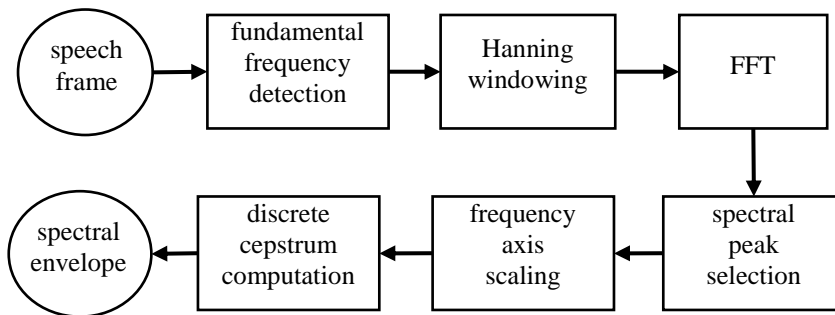 speech
frame
fundamental
frequency
detection
Hanning
windowing
FFT
spectral
peak
selection
frequency
axis
scaling
discrete
cepstrum
computation
spectral
envelope